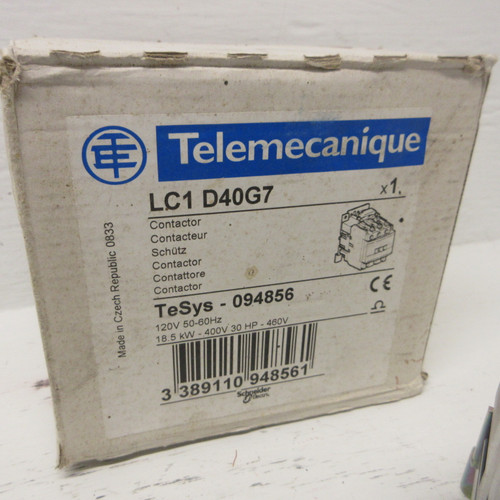 Telemecanique
LC1 D40G7
x1
Contactor
Contacteur
Schütz
Contactor
Contattore
Contactor
TeSys - 094856
120V 50-60Hz
18.5 kW - 400V 30 HP - 460V
3 389110 948561
Schneider
Electric
CE
Made in Czech Republic 0833